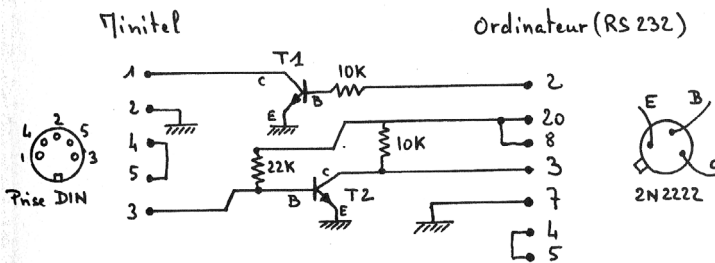 Minitel
Ordinateur (RS 232)
T1
1
C
10K
2
B
2
E
20
4
2
5
1
3
4
10K
8
E
B
C
5
22K
C
3
T2
B
E
7
2N2222
Prise DIN
3
4
5